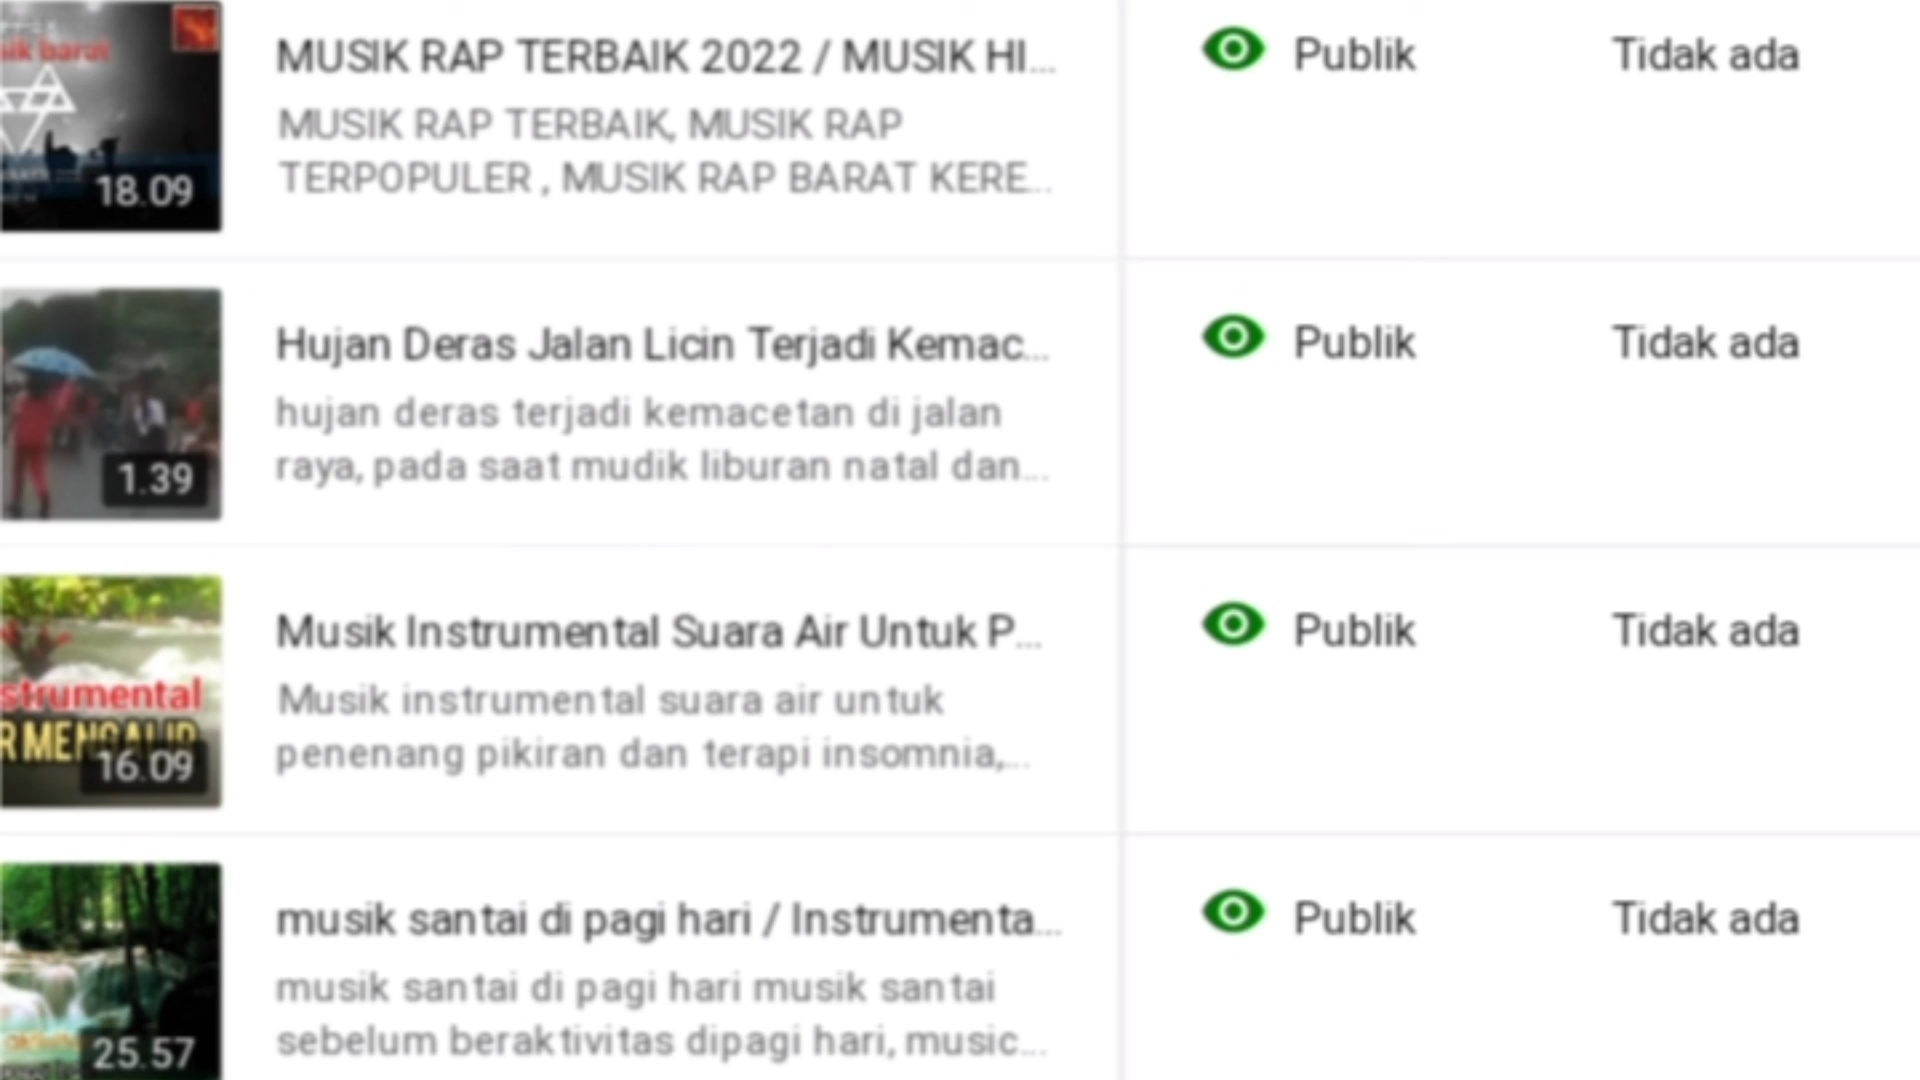 sik barat
18.09
MUSIK RAP TERBAIK 2022 / MUSIK HI...
MUSIK RAP TERBAIK, MUSIK RAP
TERPOPULER , MUSIK RAP BARAT KERE...
Publik
Tidak ada
1.39
Hujan Deras Jalan Licin Terjadi Kemac...
hujan deras terjadi kemacetan di jalan
raya, pada saat mudik liburan natal dan...
Publik
Tidak ada
strumental
R MENGALIR
16.09
Musik Instrumental Suara Air Untuk P...
Musik instrumental suara air untuk
penenang pikiran dan terapi insomnia,...
Publik
Tidak ada
25.57
musik santai di pagi hari / Instrumenta...
musik santai di pagi hari musik santai
sebelum beraktivitas dipagi hari, music...
Publik
Tidak ada